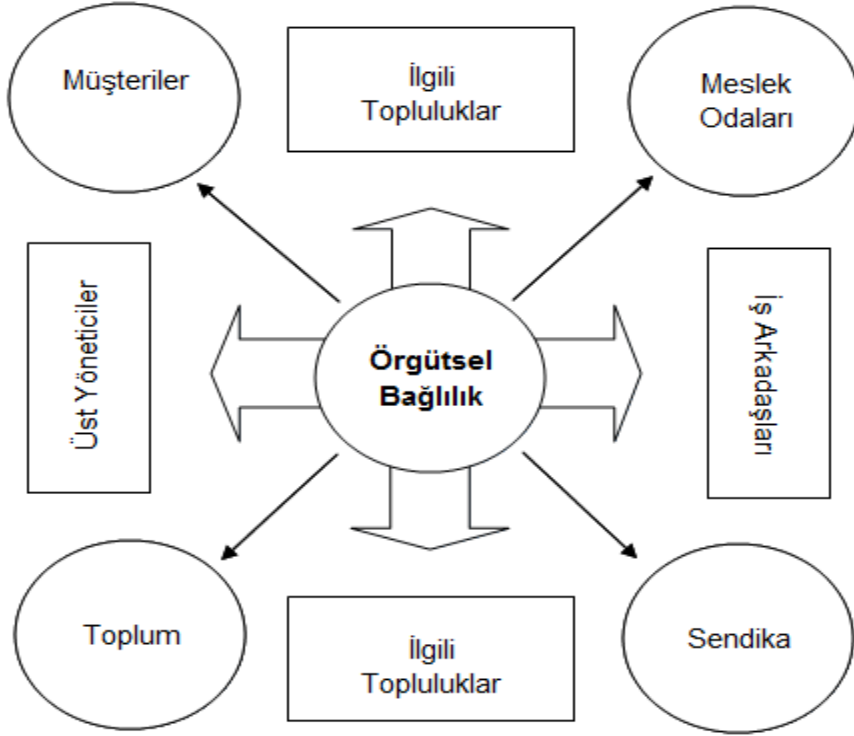 Müşteriler
İlgili
Topluluklar
Meslek
Odaları
Üst Yöneticiler
Örgütsel
Bağlılık
İş Arkadaşları
Toplum
İlgili
Topluluklar
Sendika